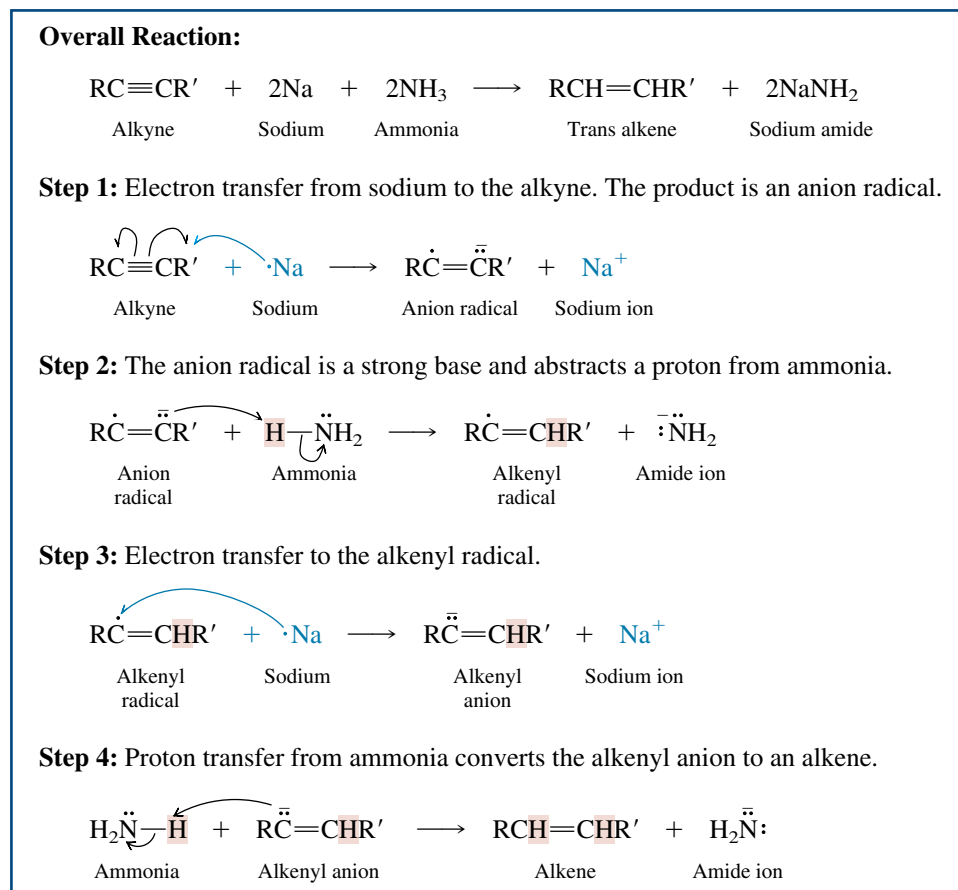 Overall Reaction:
RC≡CR′ + 2Na + 2NH₃ ⟶ RCH=CHR′ + 2NaNH₂
Alkyne Sodium Ammonia Trans alkene Sodium amide
Step 1: Electron transfer from sodium to the alkyne. The product is an anion radical.
RC≡CR′ + ·Na ⟶ RĊ=C̈⁻R′ + Na⁺
Alkyne Sodium Anion radical Sodium ion
Step 2: The anion radical is a strong base and abstracts a proton from ammonia.
RĊ=C̈⁻R′ + H—N̈H₂ ⟶ RĊ=CHR′ + ⁻:N̈H₂
Anion radical Ammonia Alkenyl radical Amide ion
Step 3: Electron transfer to the alkenyl radical.
RĊ=CHR′ + ·Na ⟶ RC̈⁻=CHR′ + Na⁺
Alkenyl radical Sodium Alkenyl anion Sodium ion
Step 4: Proton transfer from ammonia converts the alkenyl anion to an alkene.
H₂N̈—H + RC̈⁻=CHR′ ⟶ RCH=CHR′ + H₂N̈⁻:
Ammonia Alkenyl anion Alkene Amide ion